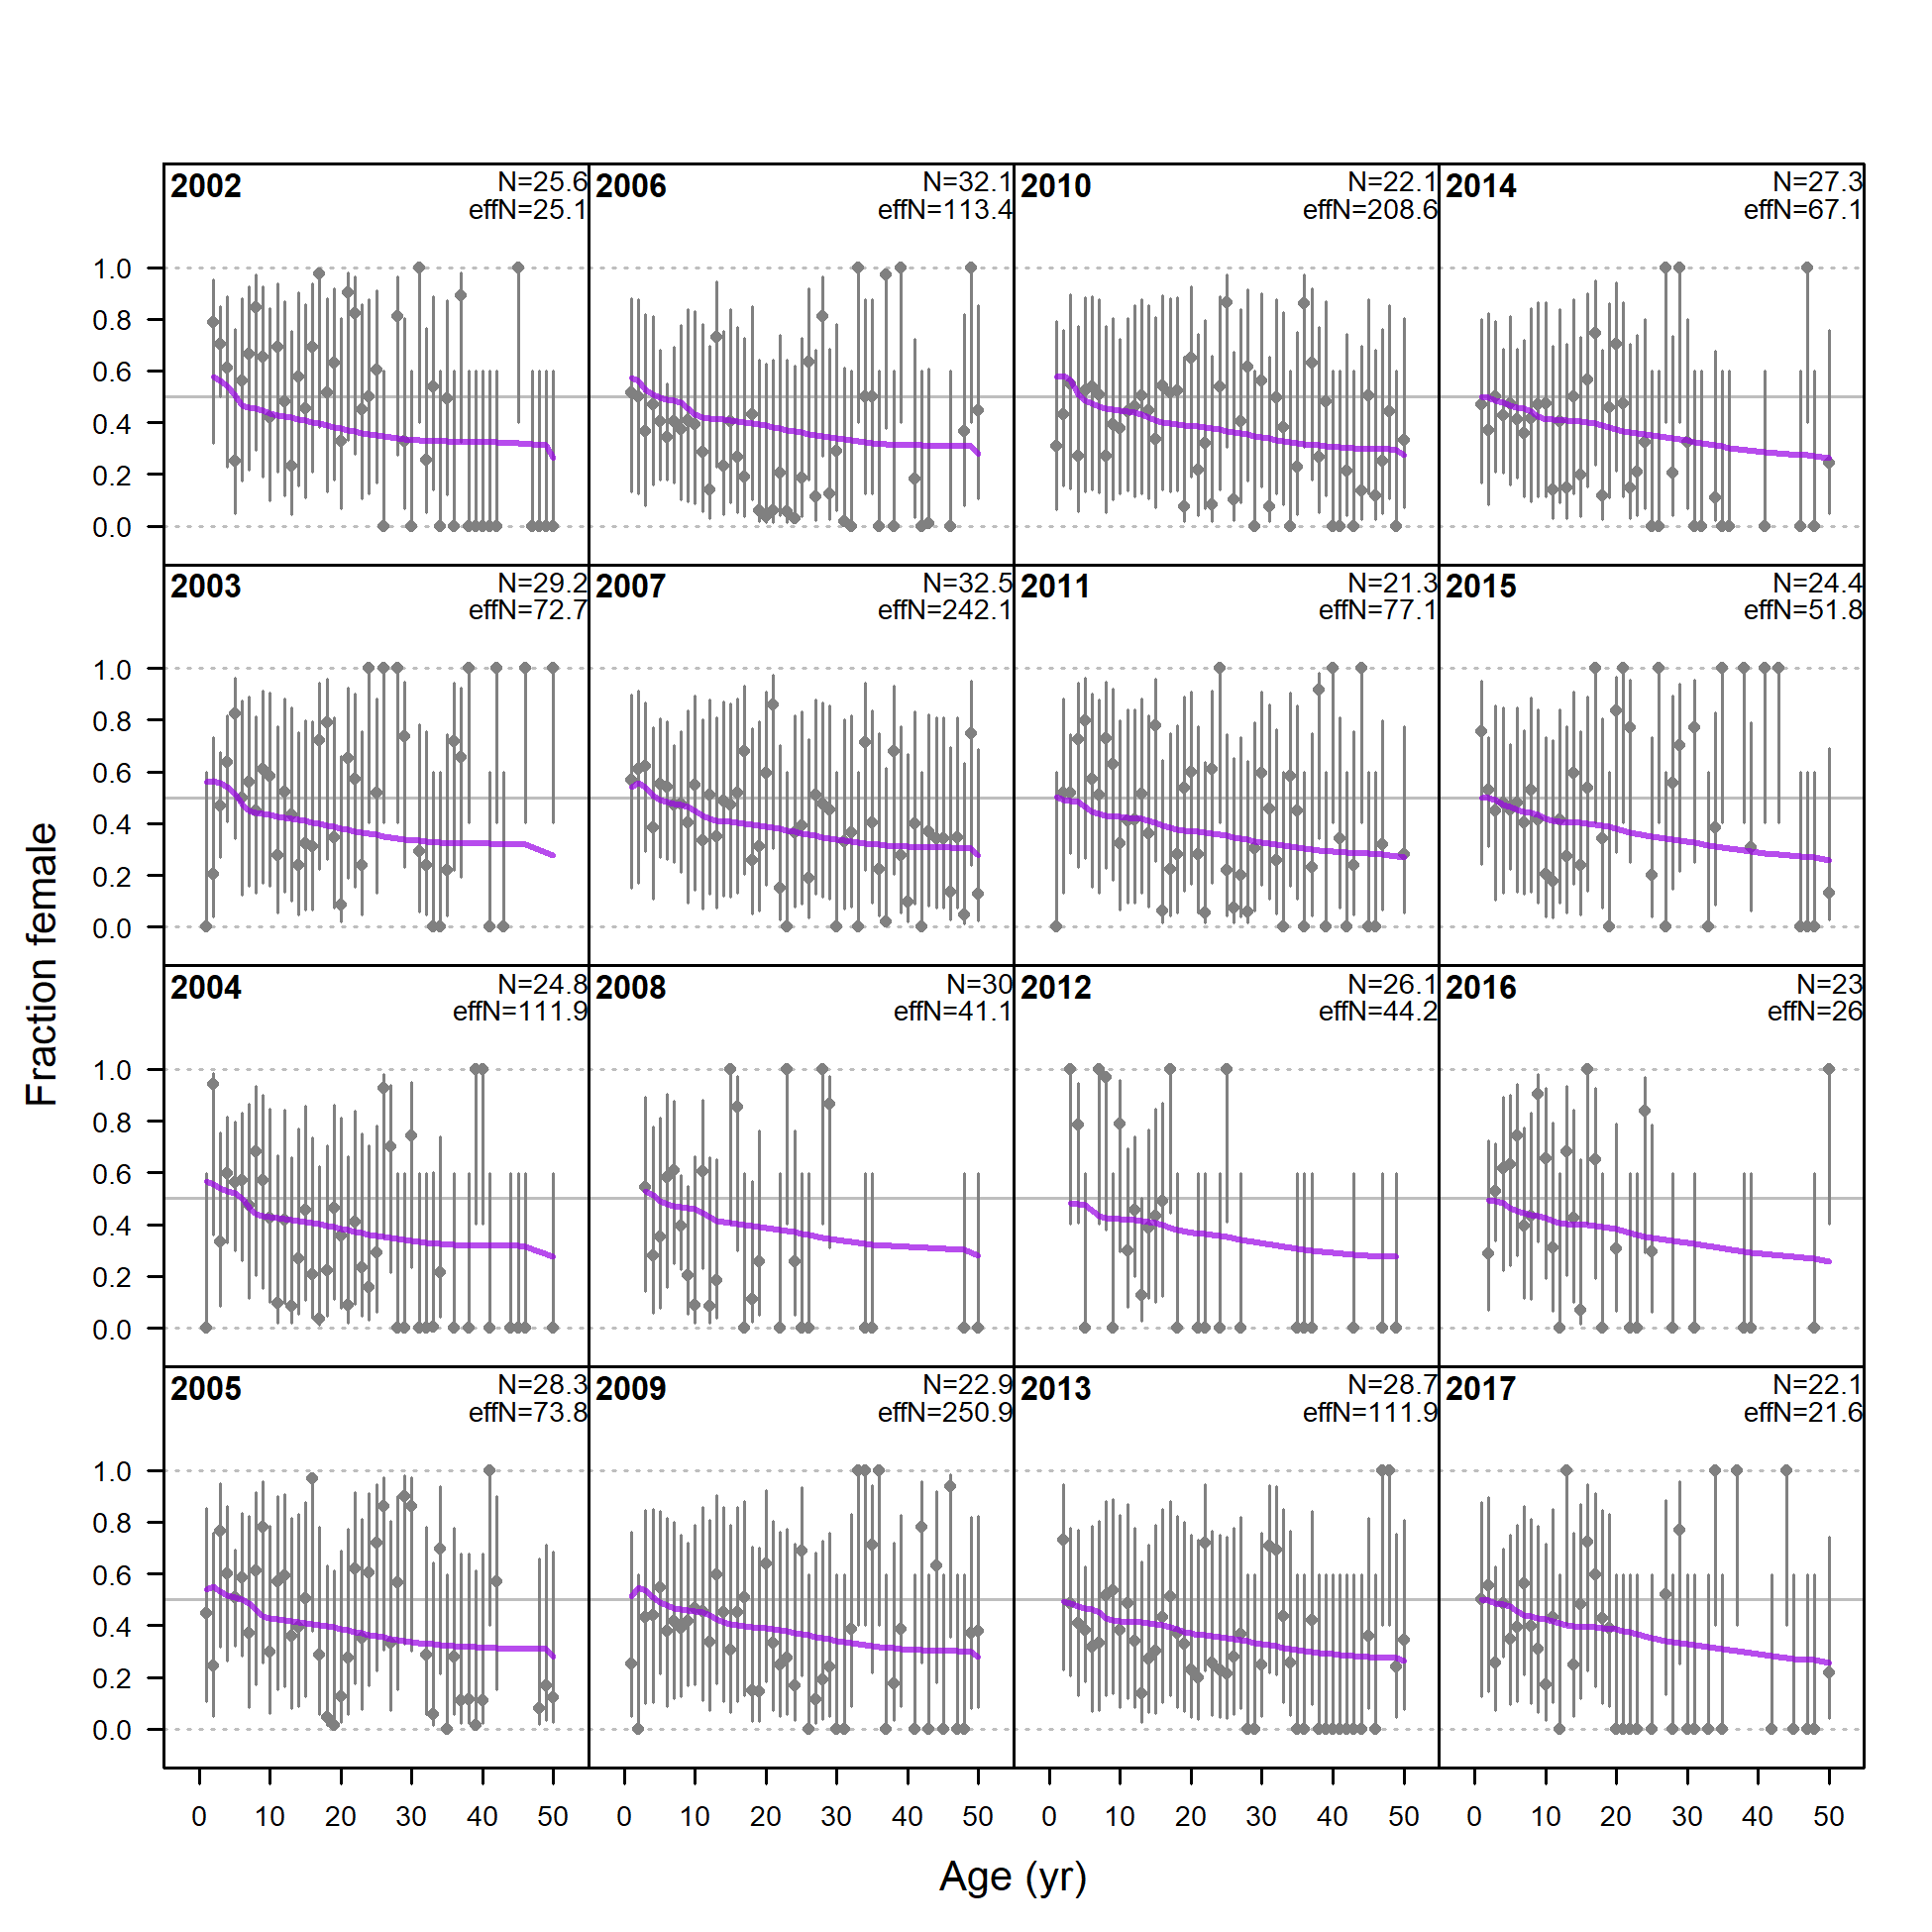 2002 N=25.6 2006 N=32.1 2010 N=22.1 2014 N=27.3
effN=25.1 effN=113.4 effN=208.6 effN=67.1
1.0
0.8
0.6
0.4
0.2
0.0
2003 N=29.2 2007 N=32.5 2011 N=21.3 2015 N=24.4
effN=72.7 effN=242.1 effN=77.1 effN=51.8
1.0
0.8
0.6
0.4
0.2
0.0
2004 N=24.8 2008 N=30 2012 N=26.1 2016 N=23
effN=111.9 effN=41.1 effN=44.2 effN=26
1.0
0.8
0.6
0.4
0.2
0.0
2005 N=28.3 2009 N=22.9 2013 N=28.7 2017 N=22.1
effN=73.8 effN=250.9 effN=111.9 effN=21.6
1.0
0.8
0.6
0.4
0.2
0.0
0 10 20 30 40 50 0 10 20 30 40 50 0 10 20 30 40 50 0 10 20 30 40 50
Age (yr)
Fraction female